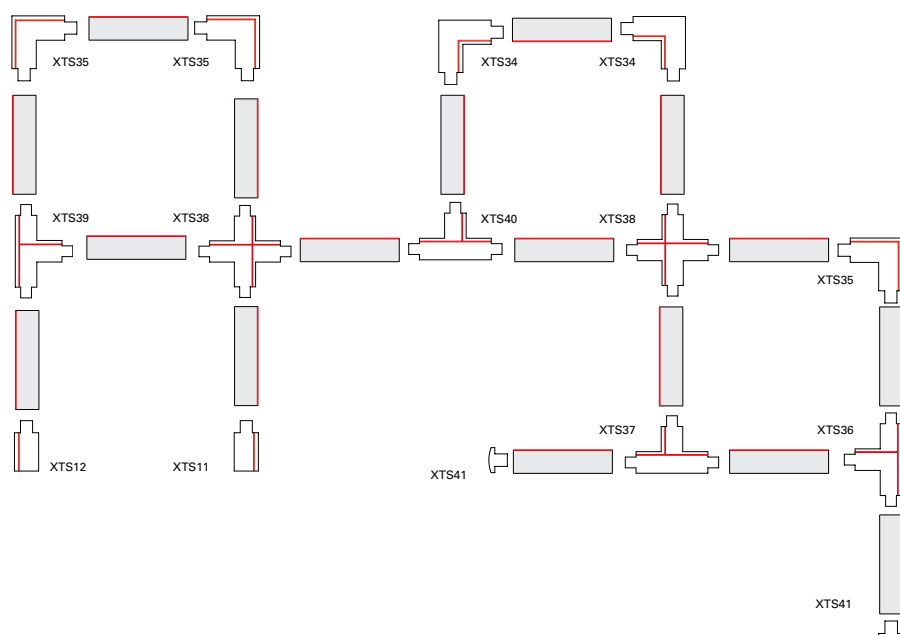 XTS35 XTS35 XTS34 XTS34
XTS39 XTS38 XTS40 XTS38
XTS35
XTS37 XTS36
XTS12 XTS11 XTS41
XTS41